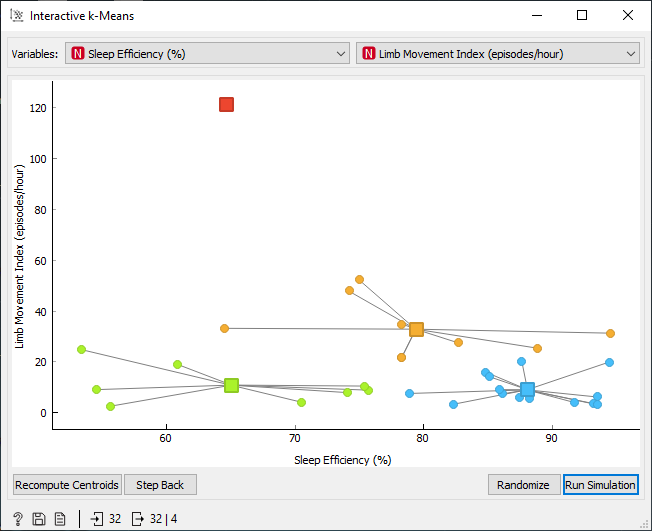 Interactive k-Means
Variables: N Sleep Efficiency (%) N Limb Movement Index (episodes/hour)
120
100
80
60
40
20
0
Limb Movement Index (episodes/hour)
60 70 80 90
Sleep Efficiency (%)
Recompute Centroids Step Back Randomize Run Simulation
? 32 32 | 4